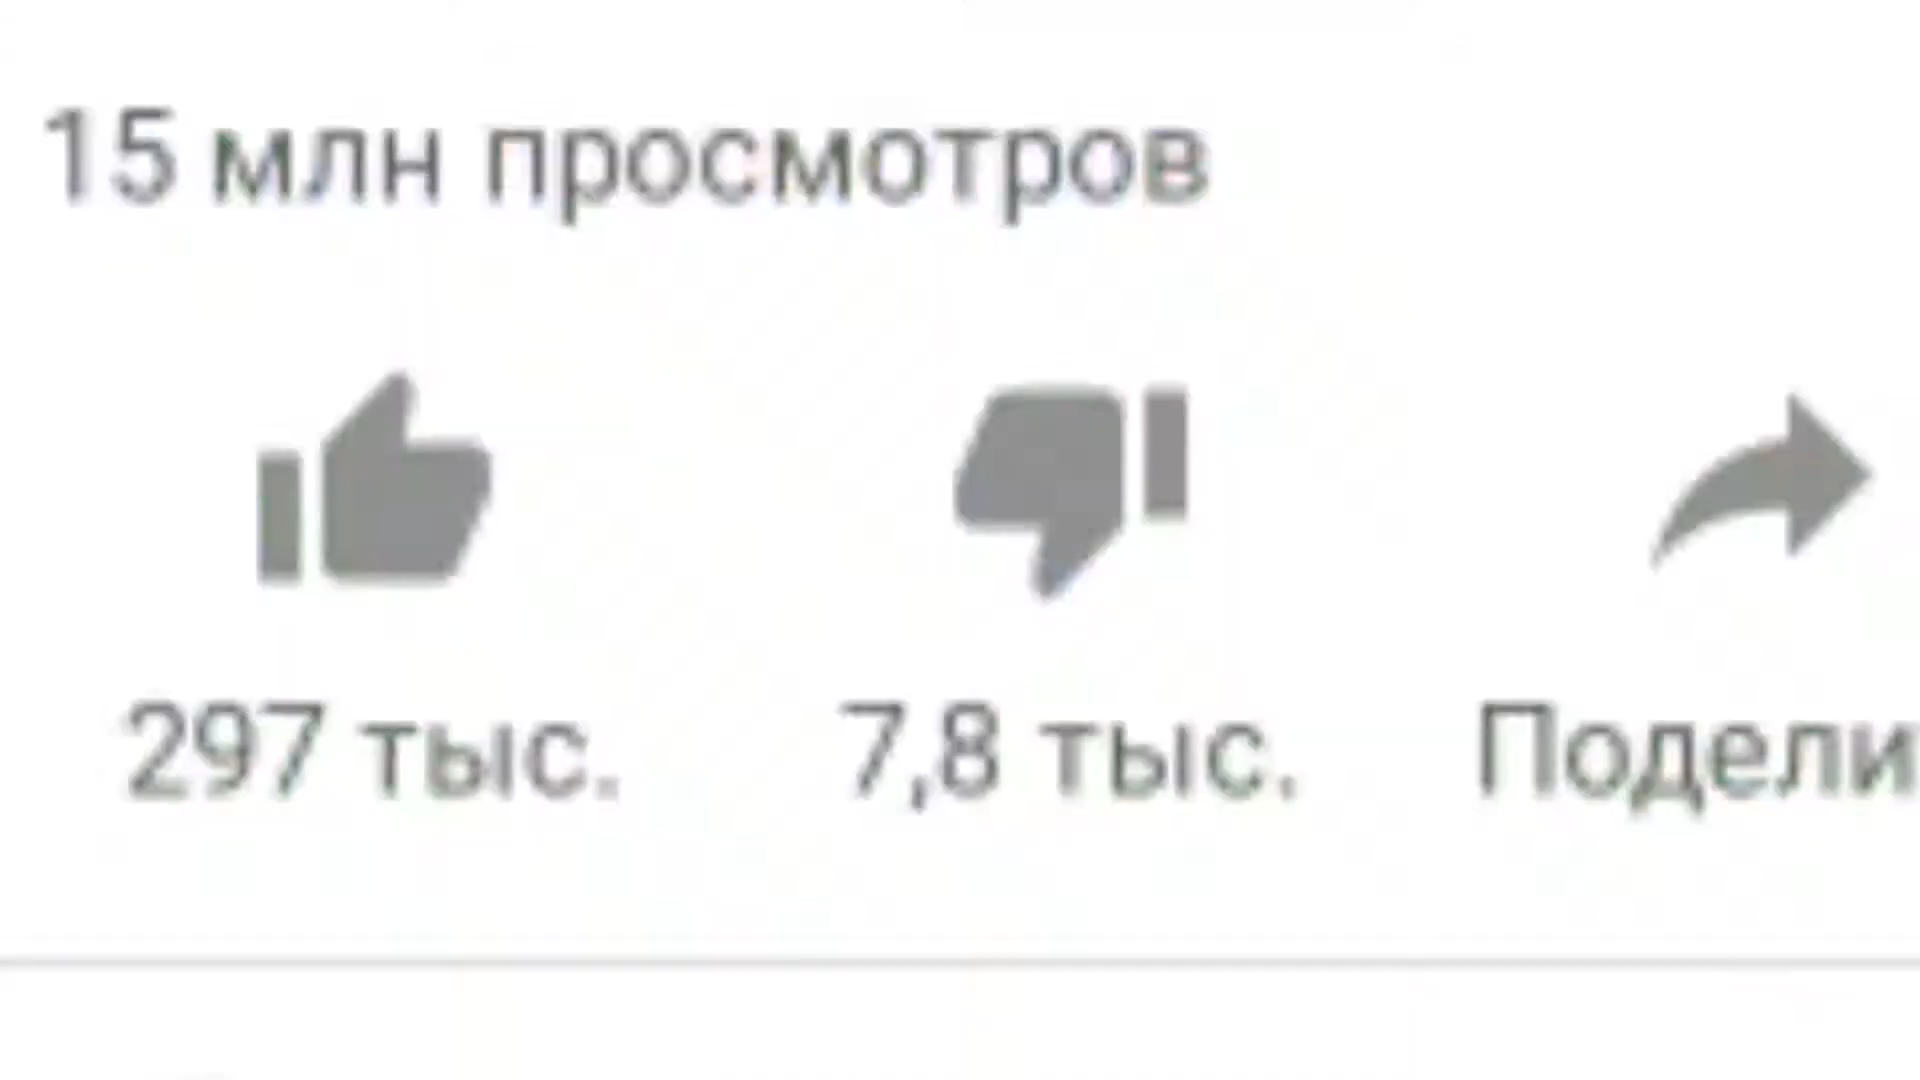 15 млн просмотров
297 тыс. 7,8 тыс. Подели